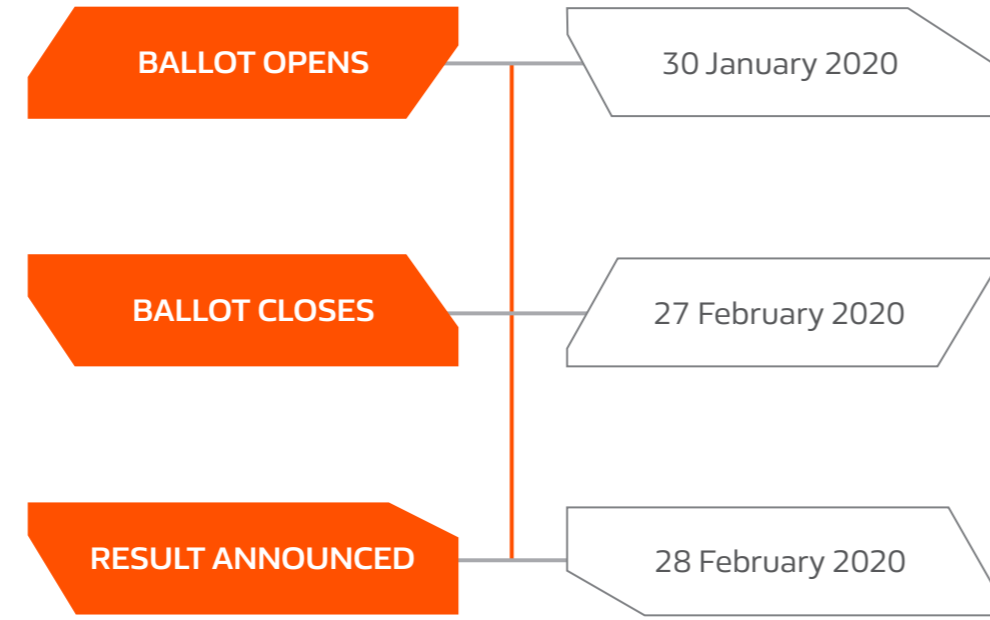 BALLOT OPENS
30 January 2020
BALLOT CLOSES
27 February 2020
RESULT ANNOUNCED
28 February 2020